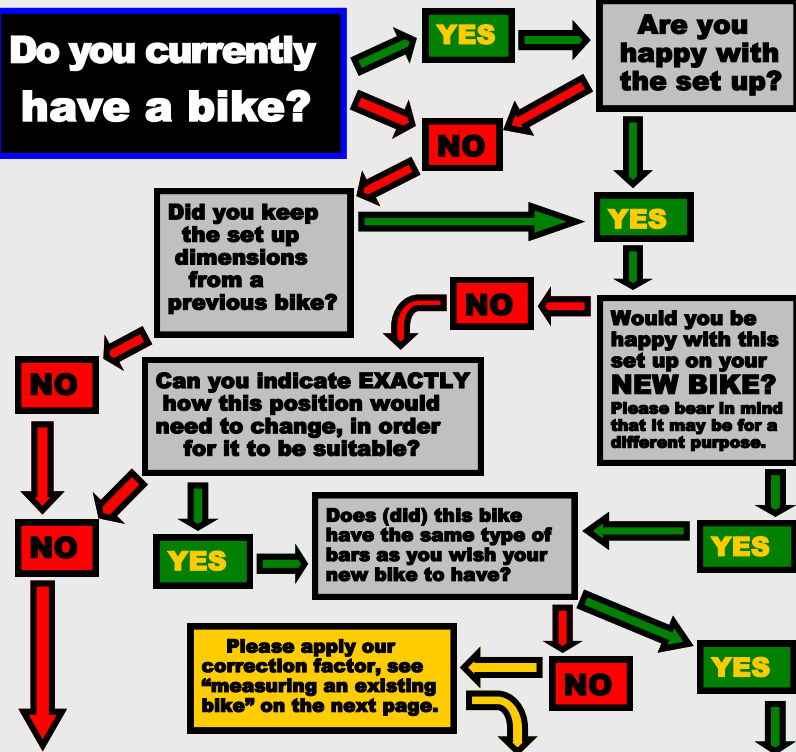 Do you currently
have a bike?
YES
Are you
happy with
the set up?
NO
Did you keep
the set up
dimensions
from a
previous bike?
YES
NO
Would you be
happy with this
set up on your
NEW BIKE?
Please bear in mind
that it may be for a
different purpose.
NO
Can you indicate EXACTLY
how this position would
need to change, in order
for it to be suitable?
NO
YES
Does (did) this bike
have the same type of
bars as you wish your
new bike to have?
YES
Please apply our
correction factor, see
“measuring an existing
bike” on the next page.
NO
YES